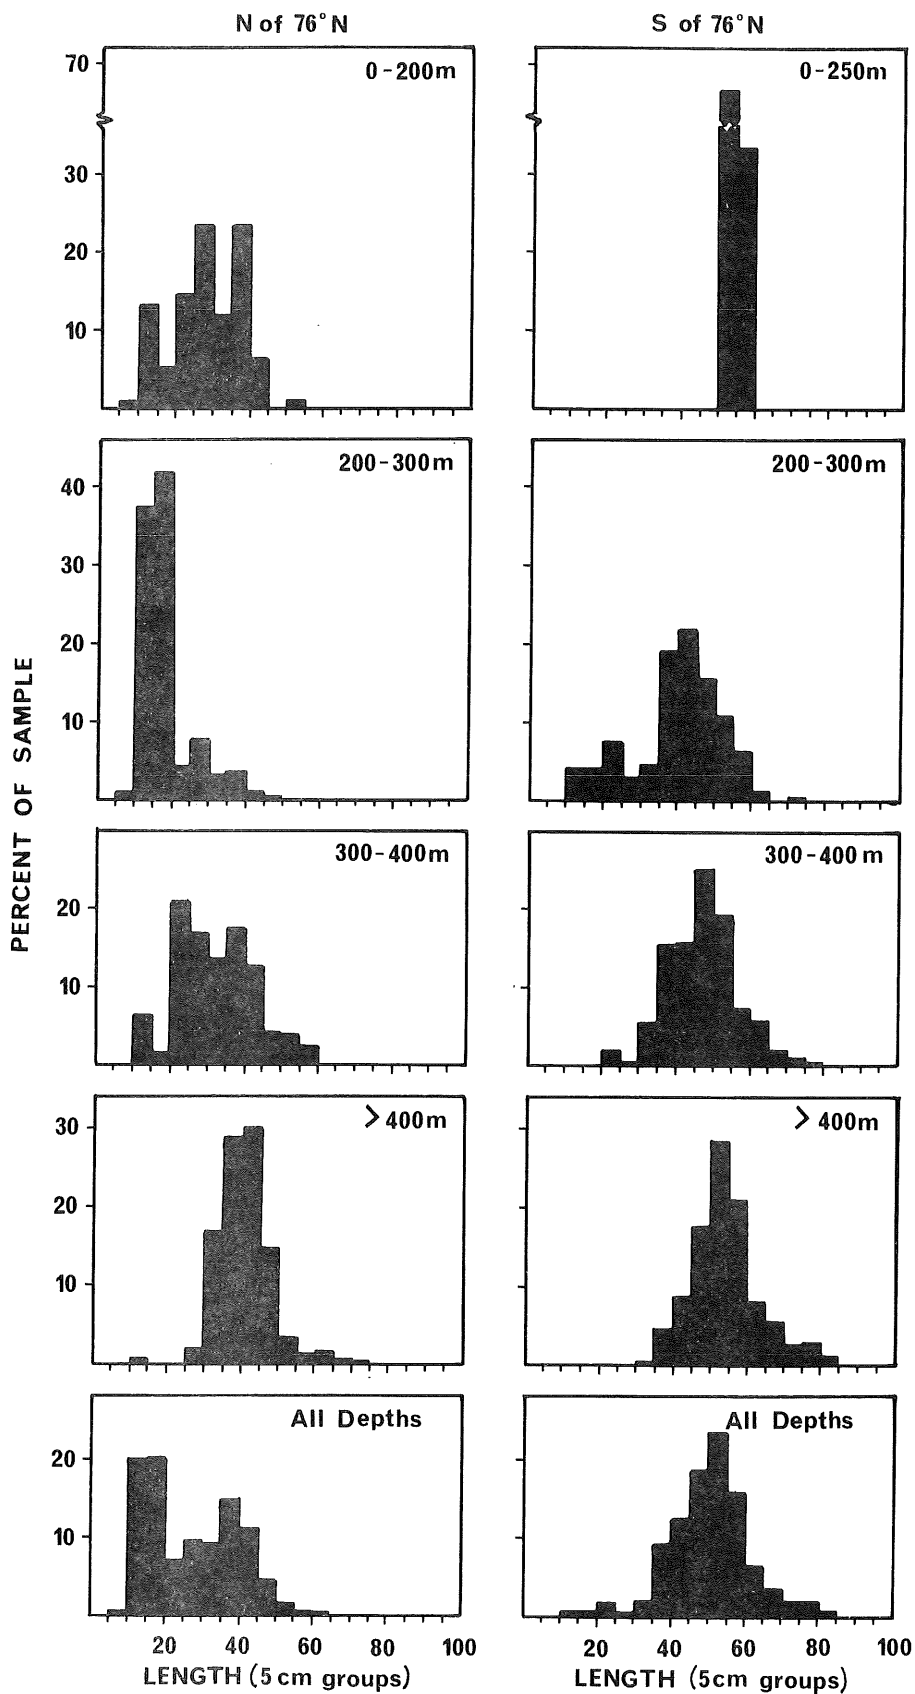 N of 76°N
S of 76°N
70
30
20
10
0-200m
0-250m
40
30
20
10
200-300m
200-300m
PERCENT OF SAMPLE
20
10
300-400m
300-400 m
30
20
10
>400m
>400m
20
10
All Depths
All Depths
20 40 60 80 100
20 40 60 80 100
LENGTH (5cm groups)
LENGTH (5cm groups)